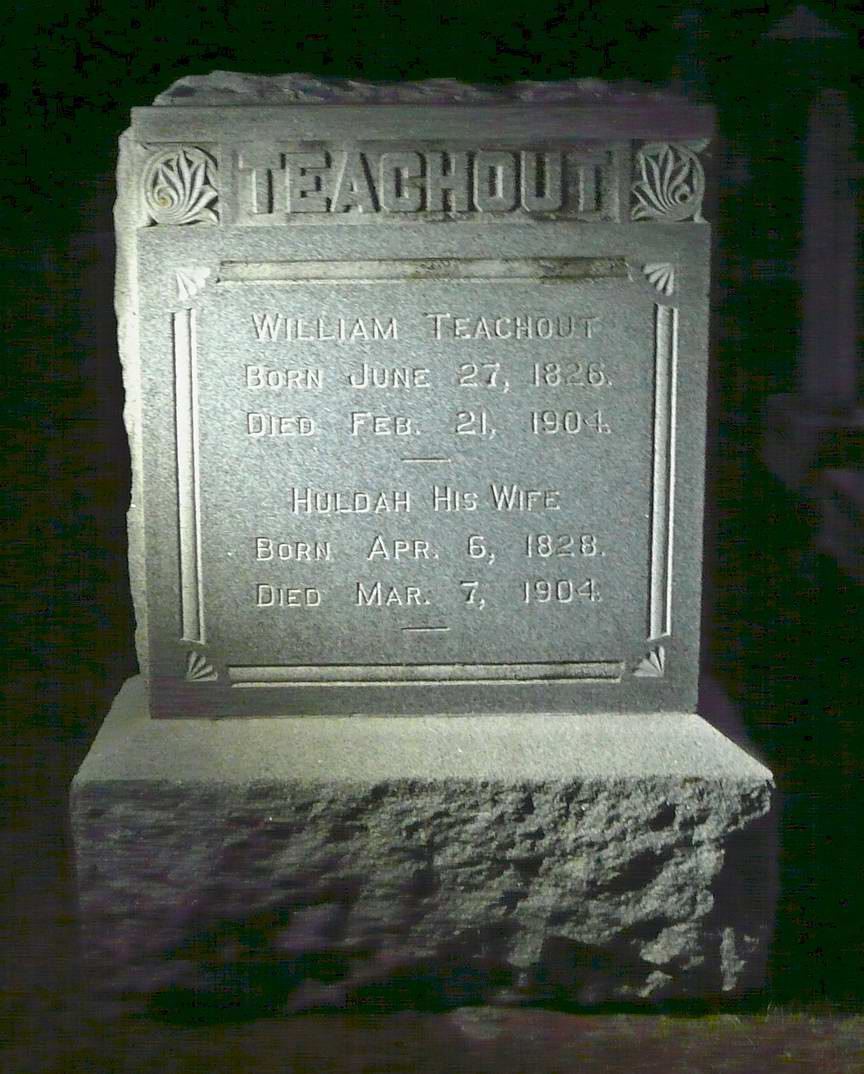 TEACHOUT
WILLIAM TEACHOUT
BORN JUNE 27, 1826.
DIED FEB. 21, 1904.
HULDAH HIS WIFE
BORN APR. 6, 1828.
DIED MAR. 7, 1904.